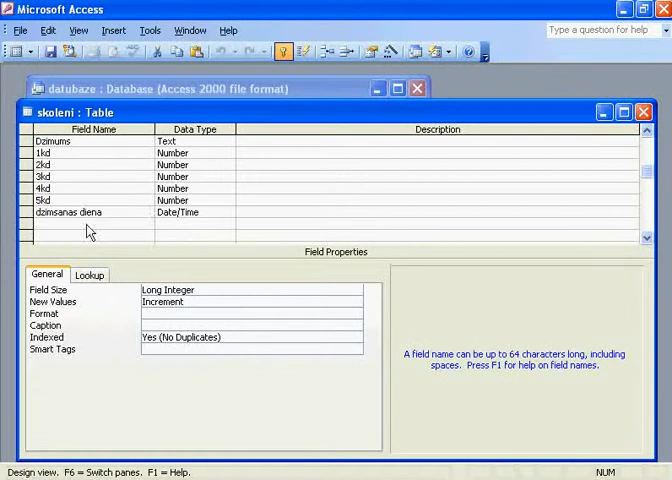 Microsoft Access
File Edit View Insert Tools Window Help
Type a question for help
datubaze : Database (Access 2000 file format)
skoleni : Table
Field Name Data Type Description
Dzimums Text
1kd Number
2kd Number
3kd Number
4kd Number
5kd Number
dzimsanas diena Date/Time
Field Properties
General Lookup
Field Size Long Integer
New Values Increment
Format
Caption
Indexed Yes (No Duplicates)
Smart Tags
A field name can be up to 64 characters long, including
spaces. Press F1 for help on field names.
Design view. F6 = Switch panes. F1 = Help. NUM